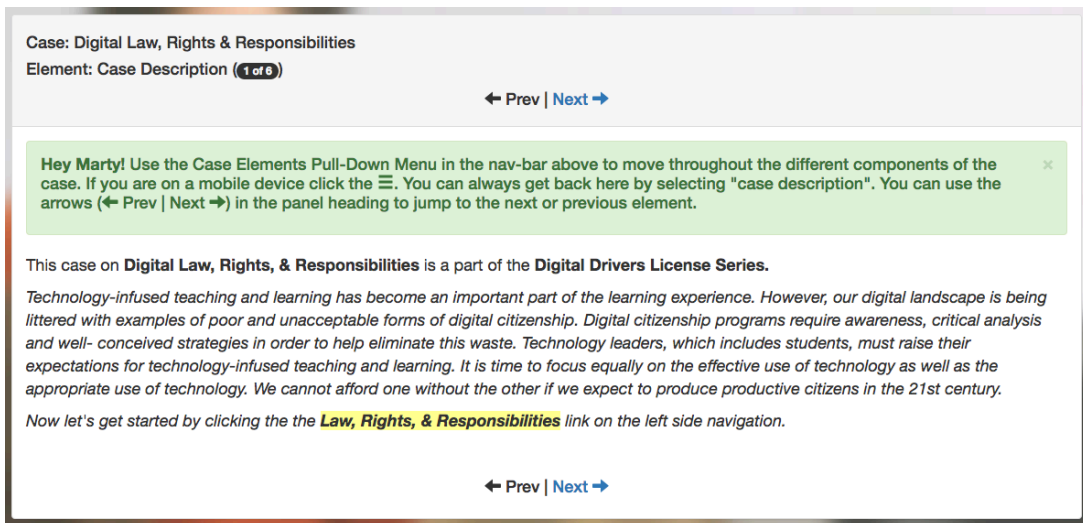 Case: Digital Law, Rights & Responsibilities
Element: Case Description (1 of 6)
← Prev | Next →
Hey Marty! Use the Case Elements Pull-Down Menu in the nav-bar above to move throughout the different components of the
case. If you are on a mobile device click the ☰. You can always get back here by selecting "case description". You can use the
arrows (← Prev | Next →) in the panel heading to jump to the next or previous element.
×
This case on Digital Law, Rights, & Responsibilities is a part of the Digital Drivers License Series.
Technology-infused teaching and learning has become an important part of the learning experience. However, our digital landscape is being
littered with examples of poor and unacceptable forms of digital citizenship. Digital citizenship programs require awareness, critical analysis
and well- conceived strategies in order to help eliminate this waste. Technology leaders, which includes students, must raise their
expectations for technology-infused teaching and learning. It is time to focus equally on the effective use of technology as well as the
appropriate use of technology. We cannot afford one without the other if we expect to produce productive citizens in the 21st century.
Now let's get started by clicking the the Law, Rights, & Responsibilities link on the left side navigation.
← Prev | Next →